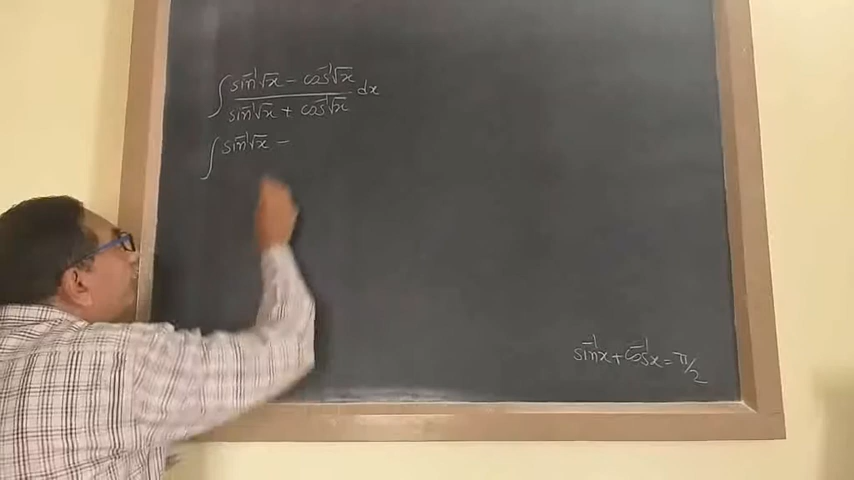 ∫ sin⁻¹√x − cos⁻¹√x / sin⁻¹√x + cos⁻¹√x dx
∫ sin⁻¹√x −
sin⁻¹x + cos⁻¹x = π/2